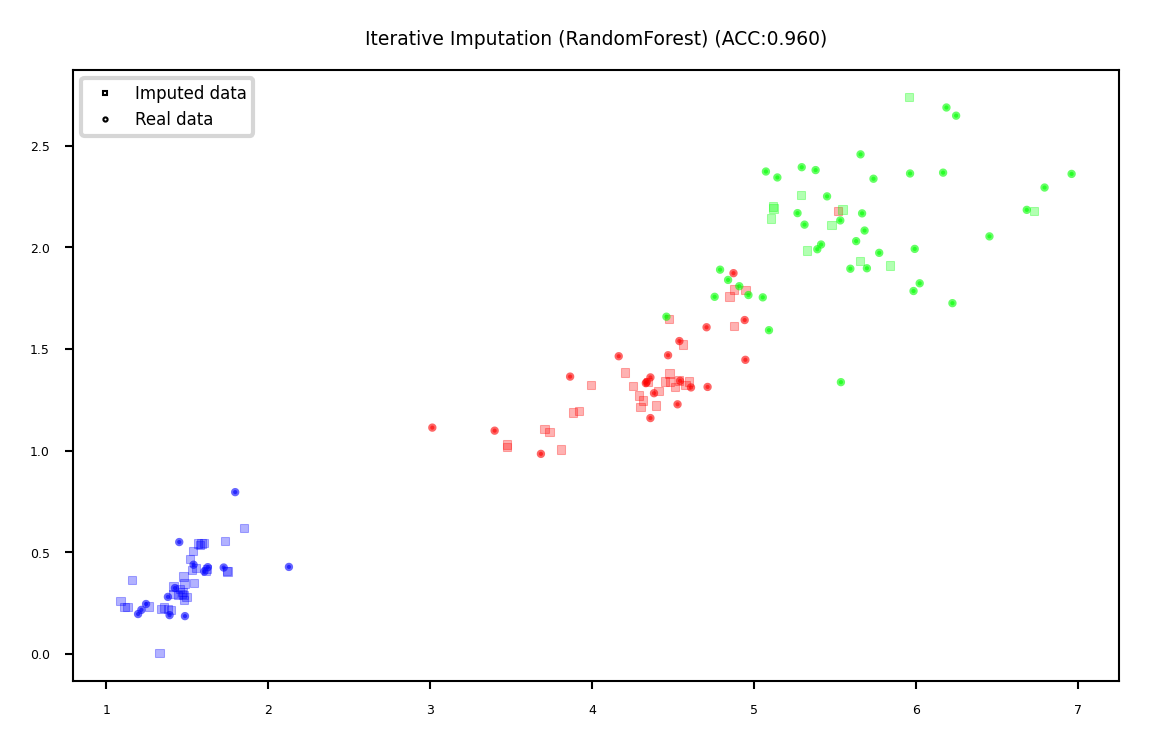 Iterative Imputation (RandomForest) (ACC:0.960)
Imputed data
Real data
2.5
2.0
1.5
1.0
0.5
0.0
1 2 3 4 5 6 7